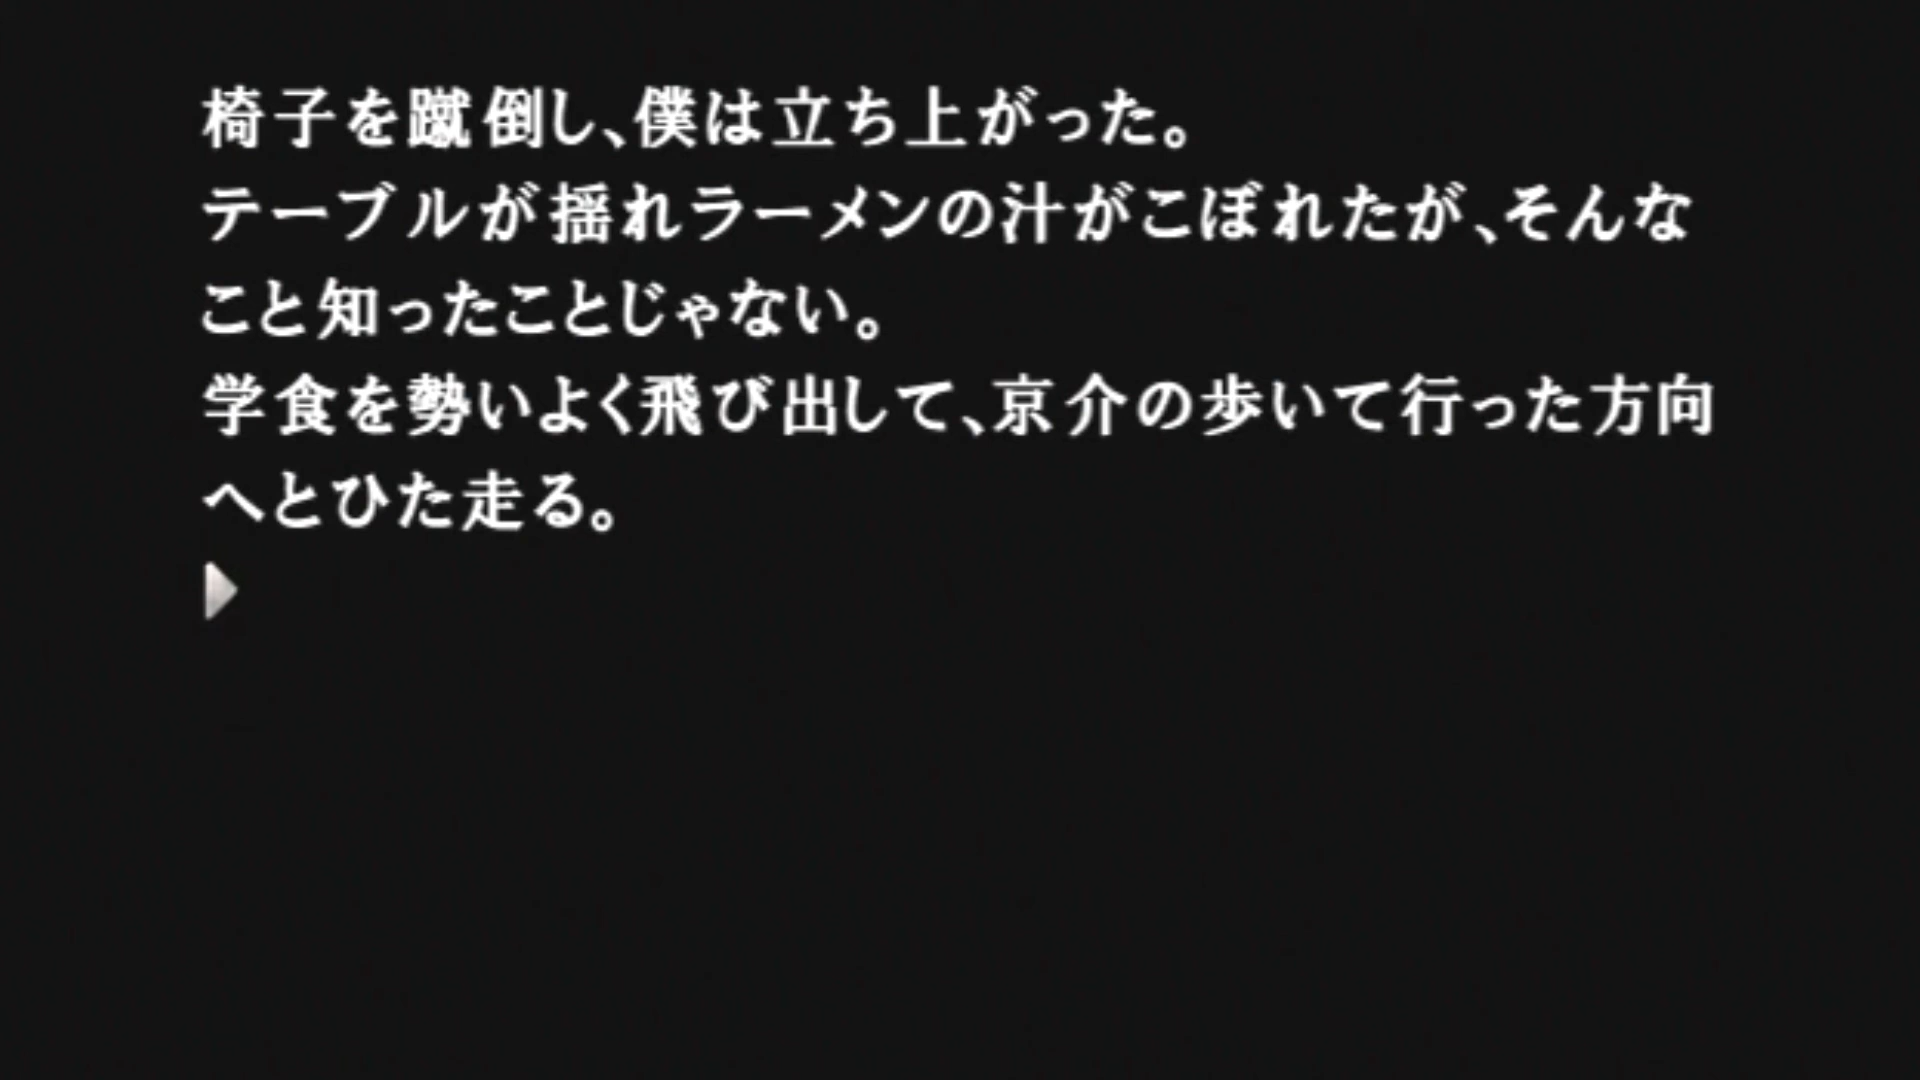 椅子を蹴倒し、僕は立ち上がった。
テーブルが揺れラーメンの汁がこぼれたが、そんな
こと知ったことじゃない。
学食を勢いよく飛び出して、京介の歩いて行った方向
へとひた走る。